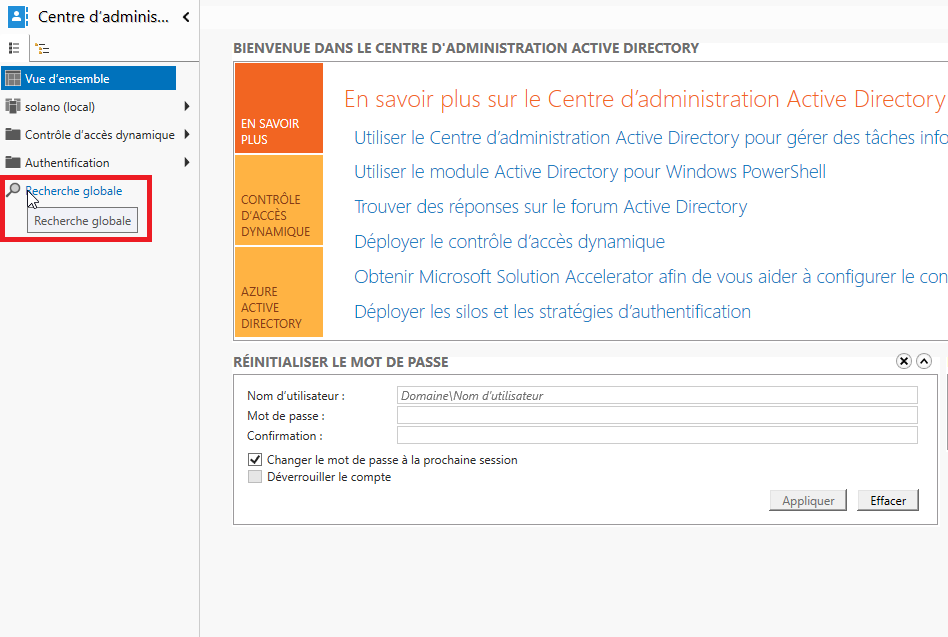 Centre d'adminis...
Vue d'ensemble
solano (local)
Contrôle d'accès dynamique
Authentification
Recherche globale
Recherche globale
BIENVENUE DANS LE CENTRE D'ADMINISTRATION ACTIVE DIRECTORY
EN SAVOIR
PLUS
CONTRÔLE
D'ACCÈS
DYNAMIQUE
AZURE
ACTIVE
DIRECTORY
En savoir plus sur le Centre d'administration Active Directory
Utiliser le Centre d'administration Active Directory pour gérer des tâches info
Utiliser le module Active Directory pour Windows PowerShell
Trouver des réponses sur le forum Active Directory
Déployer le contrôle d'accès dynamique
Obtenir Microsoft Solution Accelerator afin de vous aider à configurer le con
Déployer les silos et les stratégies d'authentification
RÉINITIALISER LE MOT DE PASSE
Nom d'utilisateur :
Domaine\Nom d'utilisateur
Mot de passe :
Confirmation :
Changer le mot de passe à la prochaine session
Déverrouiller le compte
Appliquer
Effacer